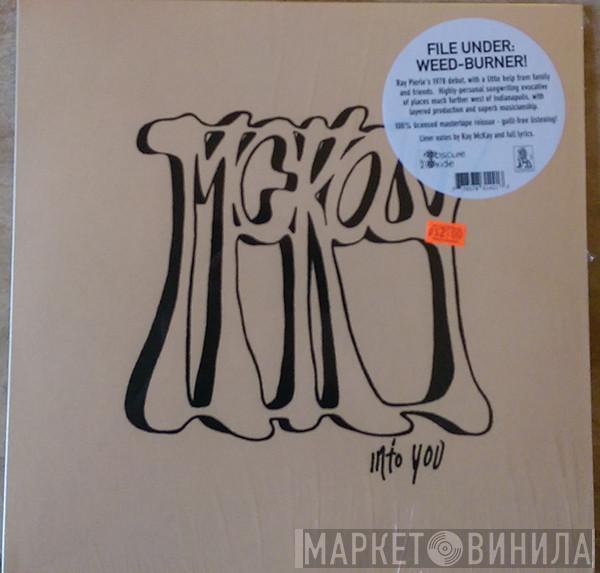 FILE UNDER:
WEED-BURNER!
Ray Pierle's 1978 debut, with a little help from family
and friends. Highly-personal songwriting evocative
of places much further west of Indianapolis, with
layered production and superb musicianship.
100% licensed mastertape reissue - guilt-free listening!
Liner notes by Ray McKay and full lyrics.
McKAY
into you
МАРКЕТ ВИНИЛА